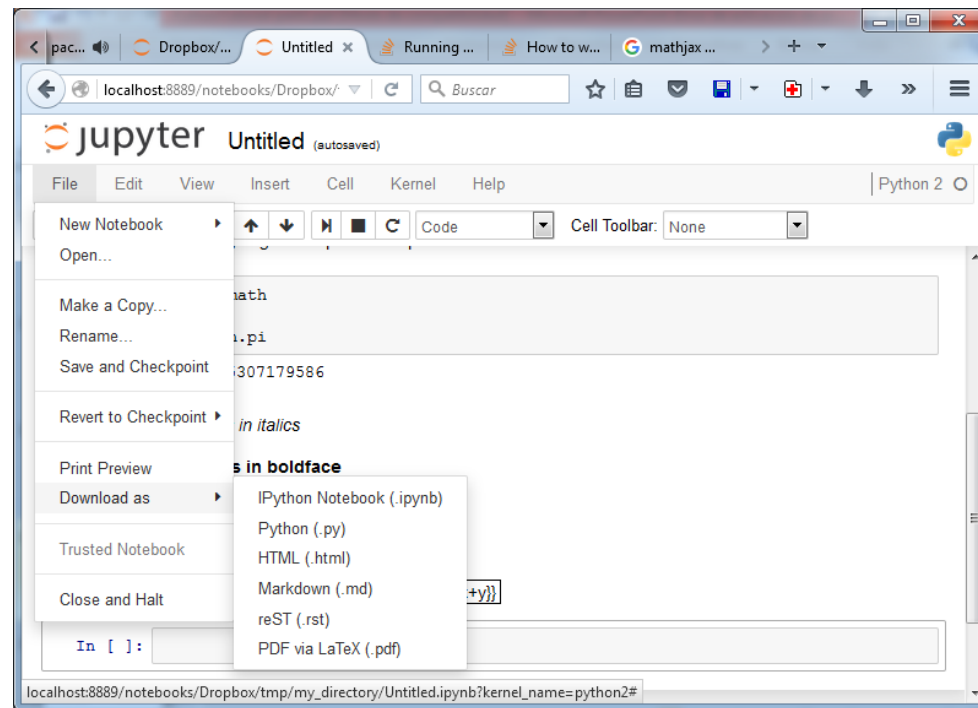 pac...
Dropbox/...
Untitled
Running ...
How to w...
mathjax ...
localhost:8889/notebooks/Dropbox/
Buscar
jupyter Untitled (autosaved)
File Edit View Insert Cell Kernel Help Python 2
Code Cell Toolbar: None
New Notebook
Open...
Make a Copy...
Rename...
Save and Checkpoint
Revert to Checkpoint
Print Preview
Download as
Trusted Notebook
Close and Halt
IPython Notebook (.ipynb)
Python (.py)
HTML (.html)
Markdown (.md)
reST (.rst)
PDF via LaTeX (.pdf)
.pi
307179586
in italics
s in boldface
+y}}
In [ ]:
localhost:8889/notebooks/Dropbox/tmp/my_directory/Untitled.ipynb?kernel_name=python2#